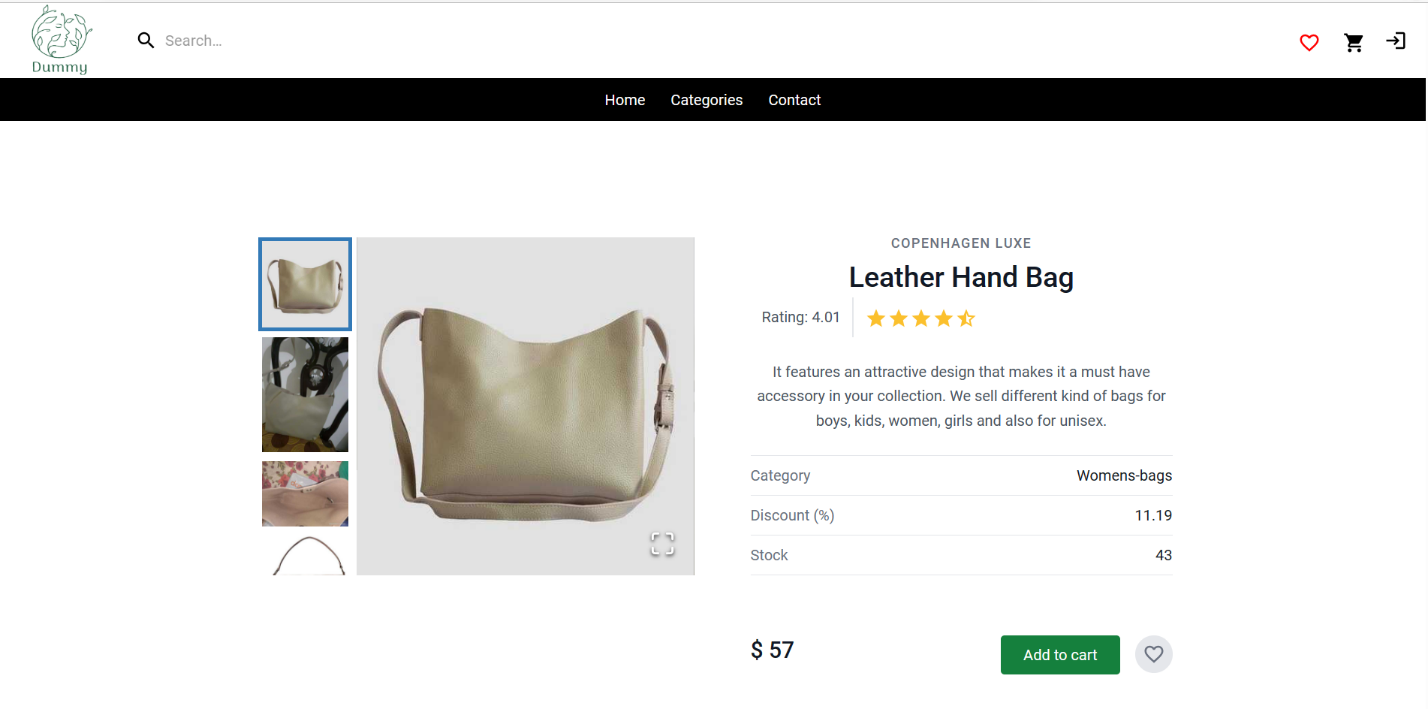 Dummy
Search...
Home Categories Contact
COPENHAGEN LUXE
Leather Hand Bag
Rating: 4.01
It features an attractive design that makes it a must have
accessory in your collection. We sell different kind of bags for
boys, kids, women, girls and also for unisex.
Category Womens-bags
Discount (%) 11.19
Stock 43
$ 57
Add to cart